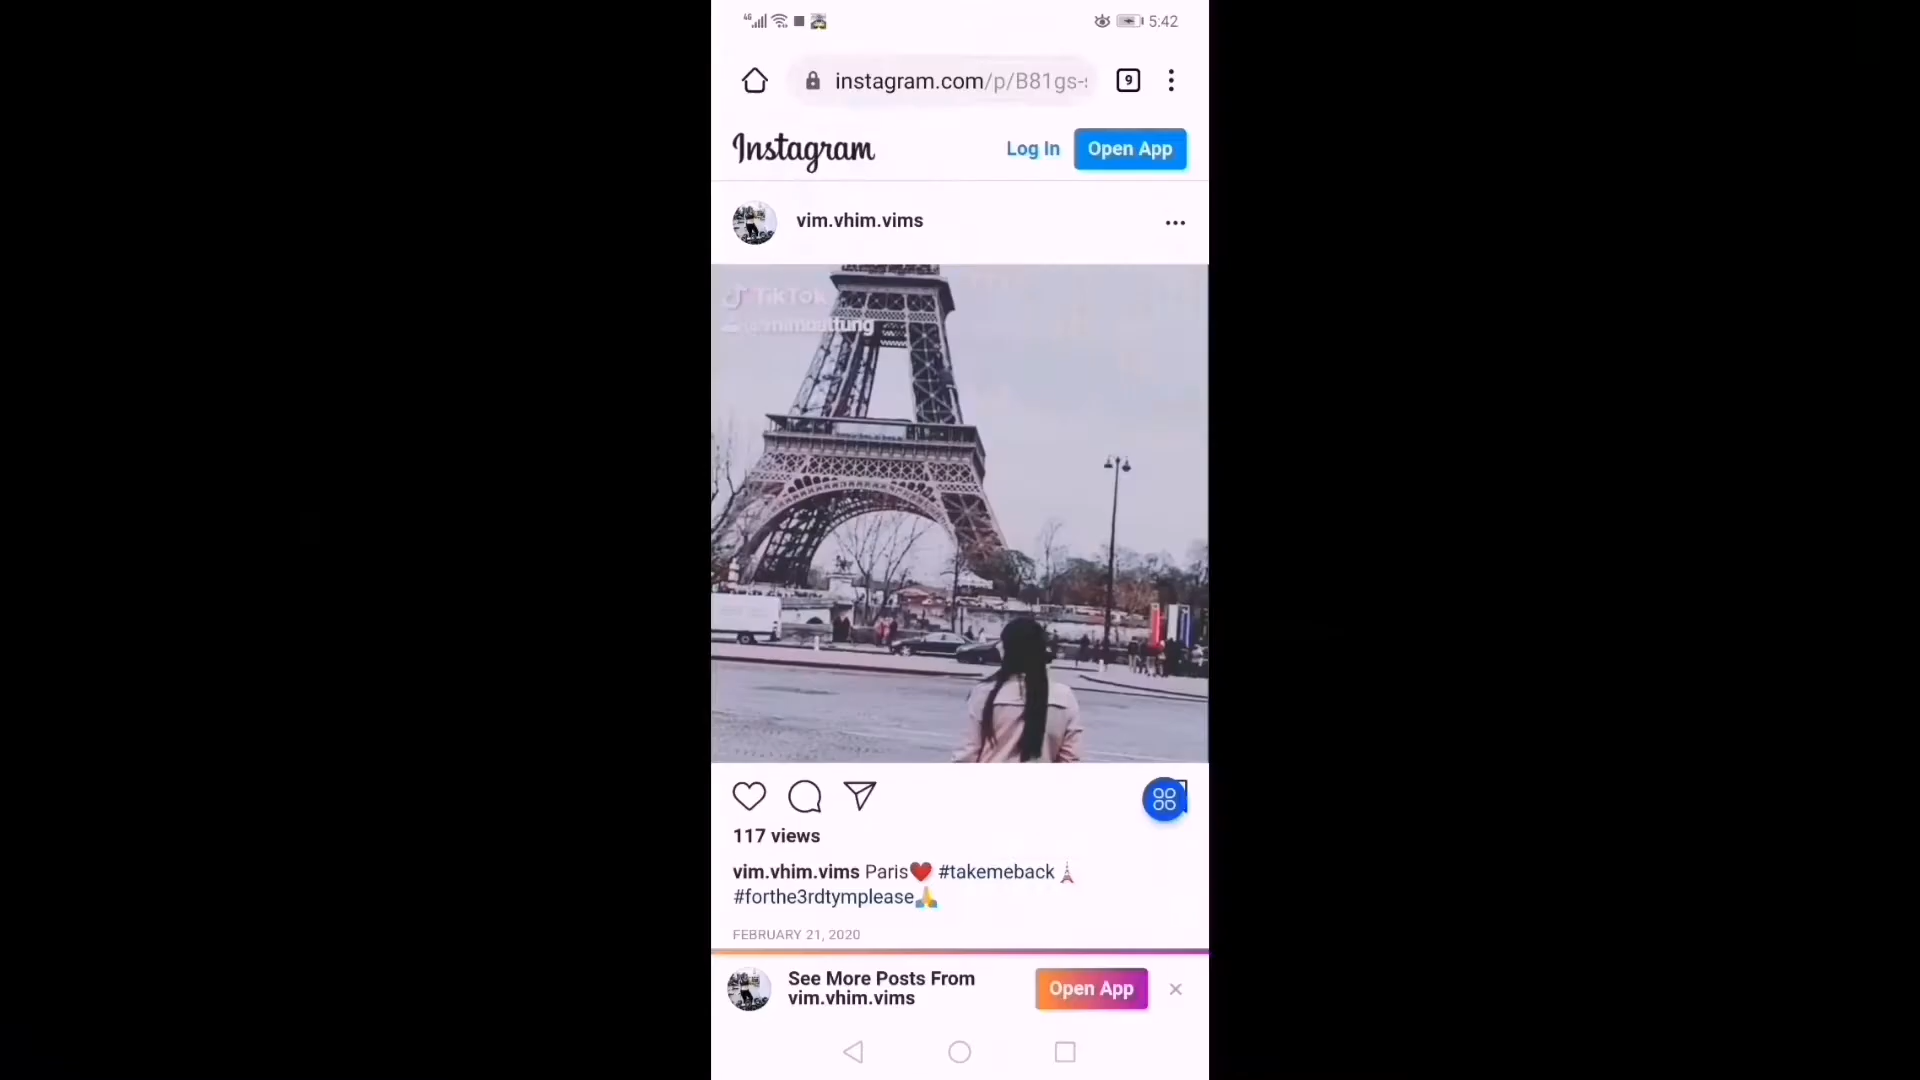 4G 5:42
instagram.com/p/B81gs- 9
Instagram Log In Open App
vim.vhim.vims
TikTok
117 views
vim.vhim.vims Paris❤️ #takemeback🗼
#forthe3rdtymplease🙏
FEBRUARY 21, 2020
See More Posts From
vim.vhim.vims
Open App